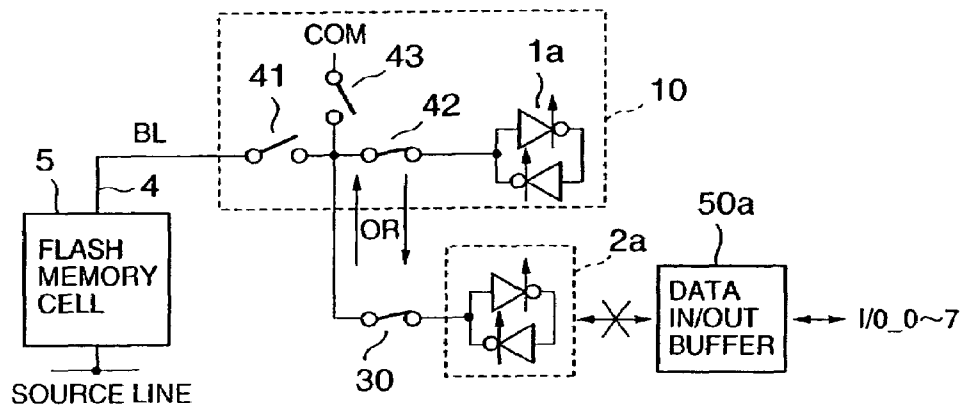 COM
43
1a
10
41
42
BL
5
4
FLASH
MEMORY
CELL
SOURCE LINE
OR
30
2a
50a
DATA
IN/OUT
BUFFER
I/0_0~7